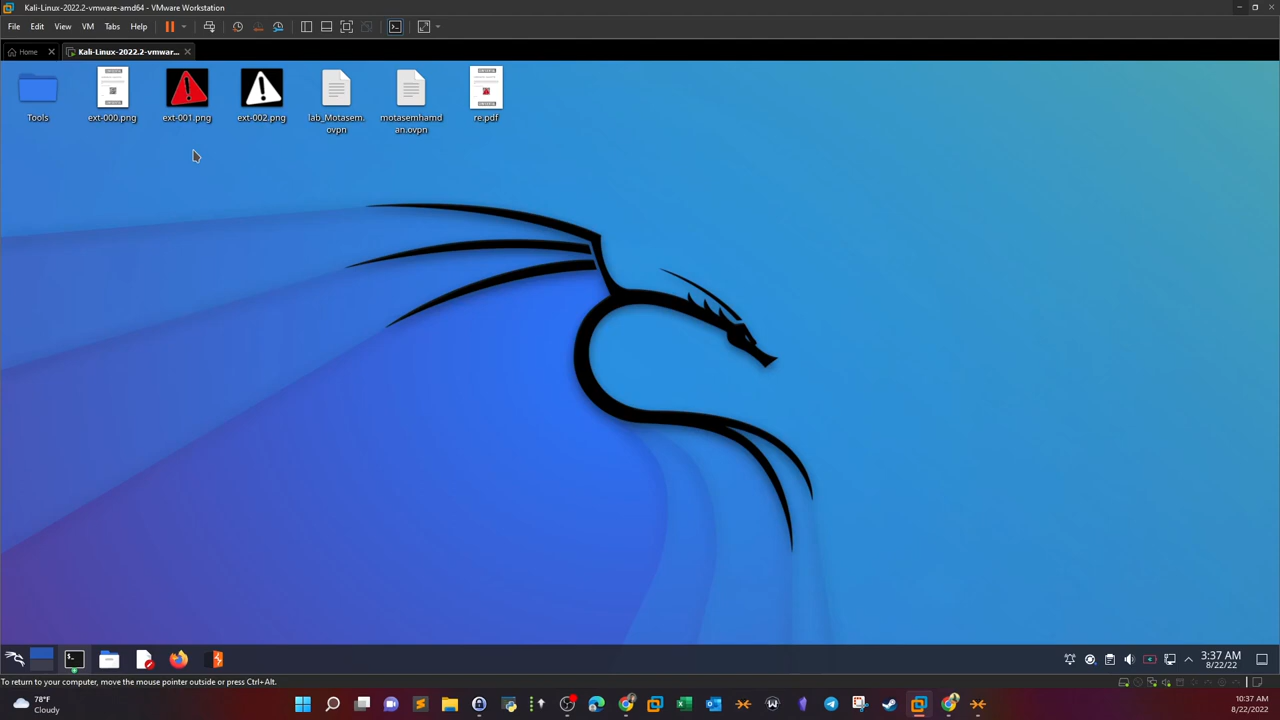 Kali-Linux-2022.2-vmware-amd64 - VMware Workstation
File Edit View VM Tabs Help
Home
Kali-Linux-2022.2-vmwar...
Tools
ext-000.png
ext-001.png
ext-002.png
lab_Motasem.
ovpn
motasemhamd
an.ovpn
re.pdf
3:37 AM
8/22/22
To return to your computer, move the mouse pointer outside or press Ctrl+Alt.
78°F
Cloudy
10:37 AM
8/22/2022